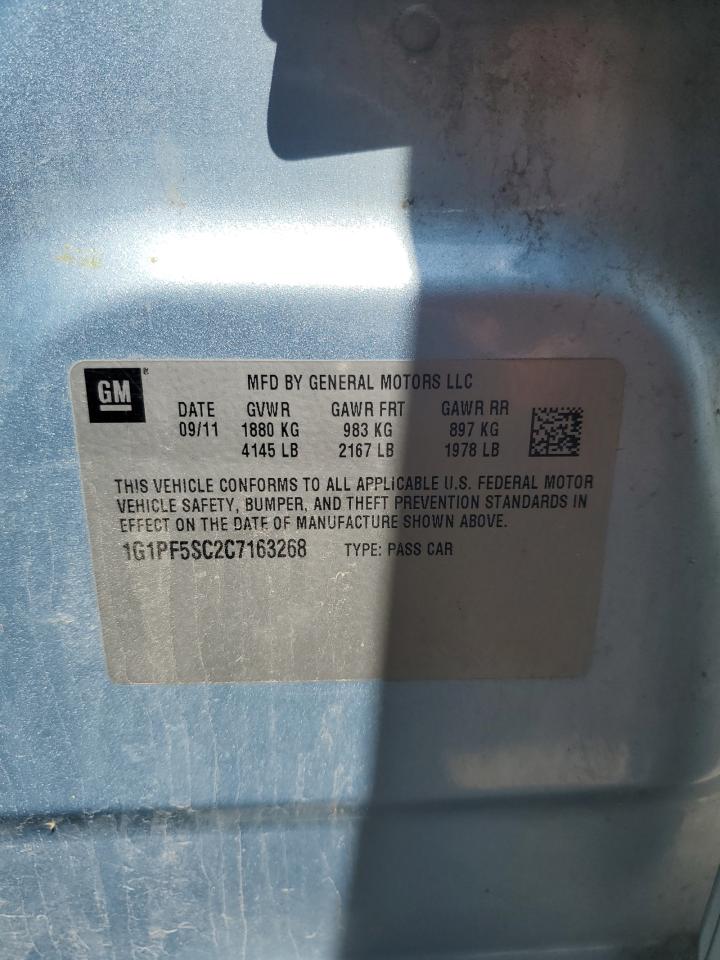 GM ®
MFD BY GENERAL MOTORS LLC
DATE GVWR GAWR FRT GAWR RR
09/11 1880 KG 983 KG 897 KG
4145 LB 2167 LB 1978 LB
THIS VEHICLE CONFORMS TO ALL APPLICABLE U.S. FEDERAL MOTOR
VEHICLE SAFETY, BUMPER, AND THEFT PREVENTION STANDARDS IN
EFFECT ON THE DATE OF MANUFACTURE SHOWN ABOVE.
1G1PF5SC2C7163268 TYPE: PASS CAR